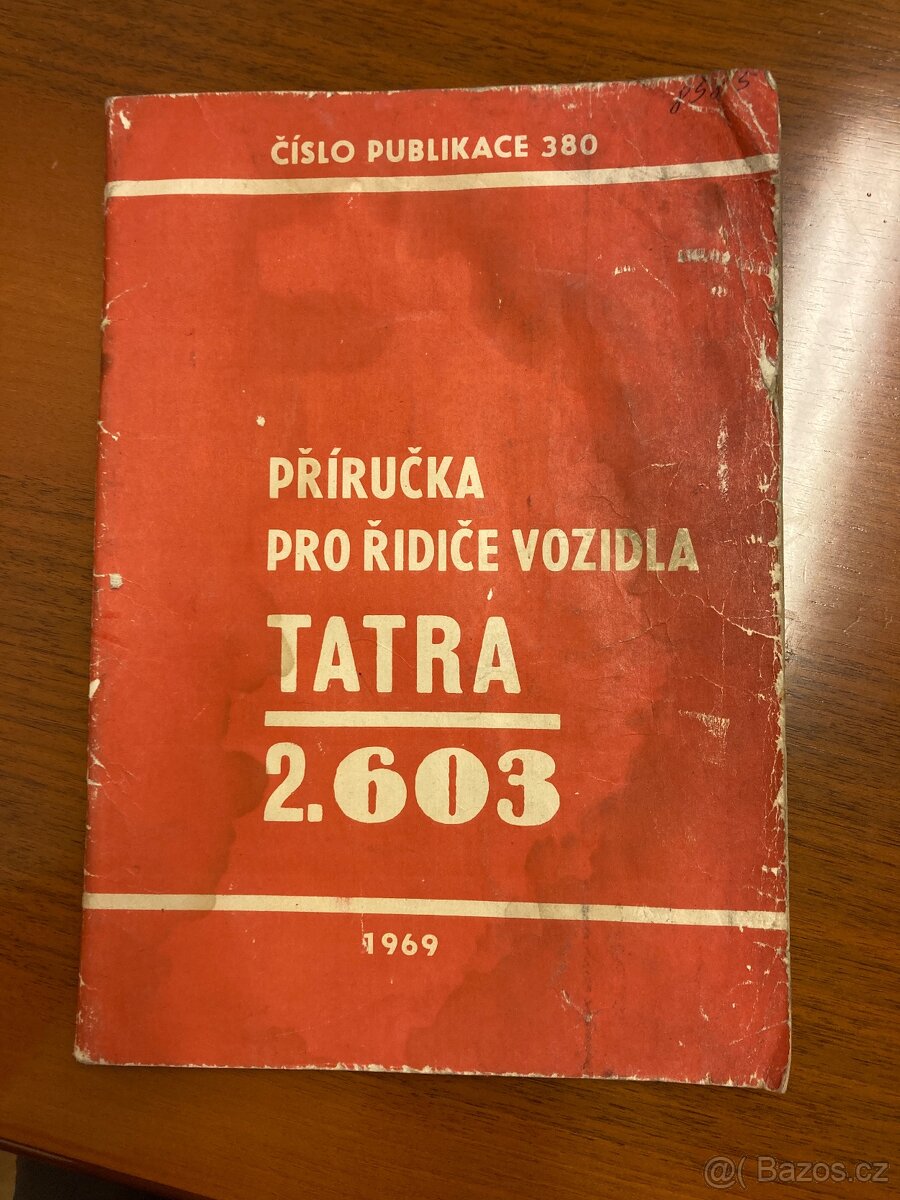 ČÍSLO PUBLIKACE 380
PŘÍRUČKA
PRO ŘIDIČE VOZIDLA
TATRA
2.603
1969
@ Bazos.cz